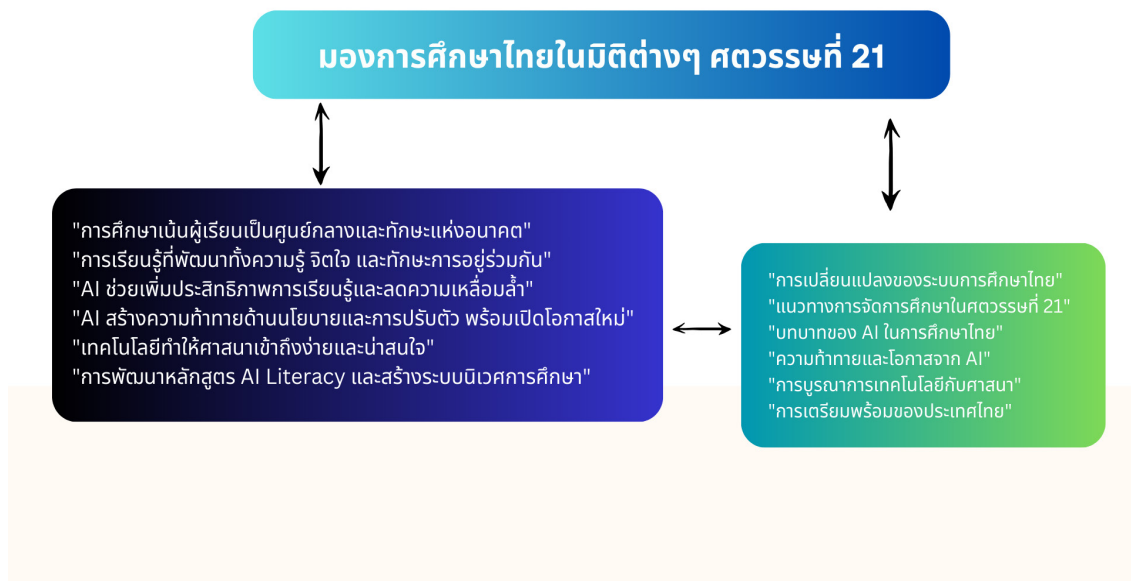 มองการศึกษาไทยในมิติต่างๆ ศตวรรษที่ 21
"การศึกษาเน้นผู้เรียนเป็นศูนย์กลางและทักษะแห่งอนาคต"
"การเรียนรู้ที่พัฒนาทั้งความรู้ จิตใจ และทักษะการอยู่ร่วมกัน"
"AI ช่วยเพิ่มประสิทธิภาพการเรียนรู้และลดความเหลื่อมล้ำ"
"AI สร้างความท้าทายด้านนโยบายและการปรับตัว พร้อมเปิดโอกาสใหม่"
"เทคโนโลยีทำให้ศาสนาเข้าถึงง่ายและน่าสนใจ"
"การพัฒนาหลักสูตร AI Literacy และสร้างระบบนิเวศการศึกษา"
"การเปลี่ยนแปลงของระบบการศึกษาไทย"
"แนวทางการจัดการศึกษาในศตวรรษที่ 21"
"บทบาทของ AI ในการศึกษาไทย"
"ความท้าทายและโอกาสจาก AI"
"การบูรณาการเทคโนโลยีกับศาสนา"
"การเตรียมพร้อมของประเทศไทย"